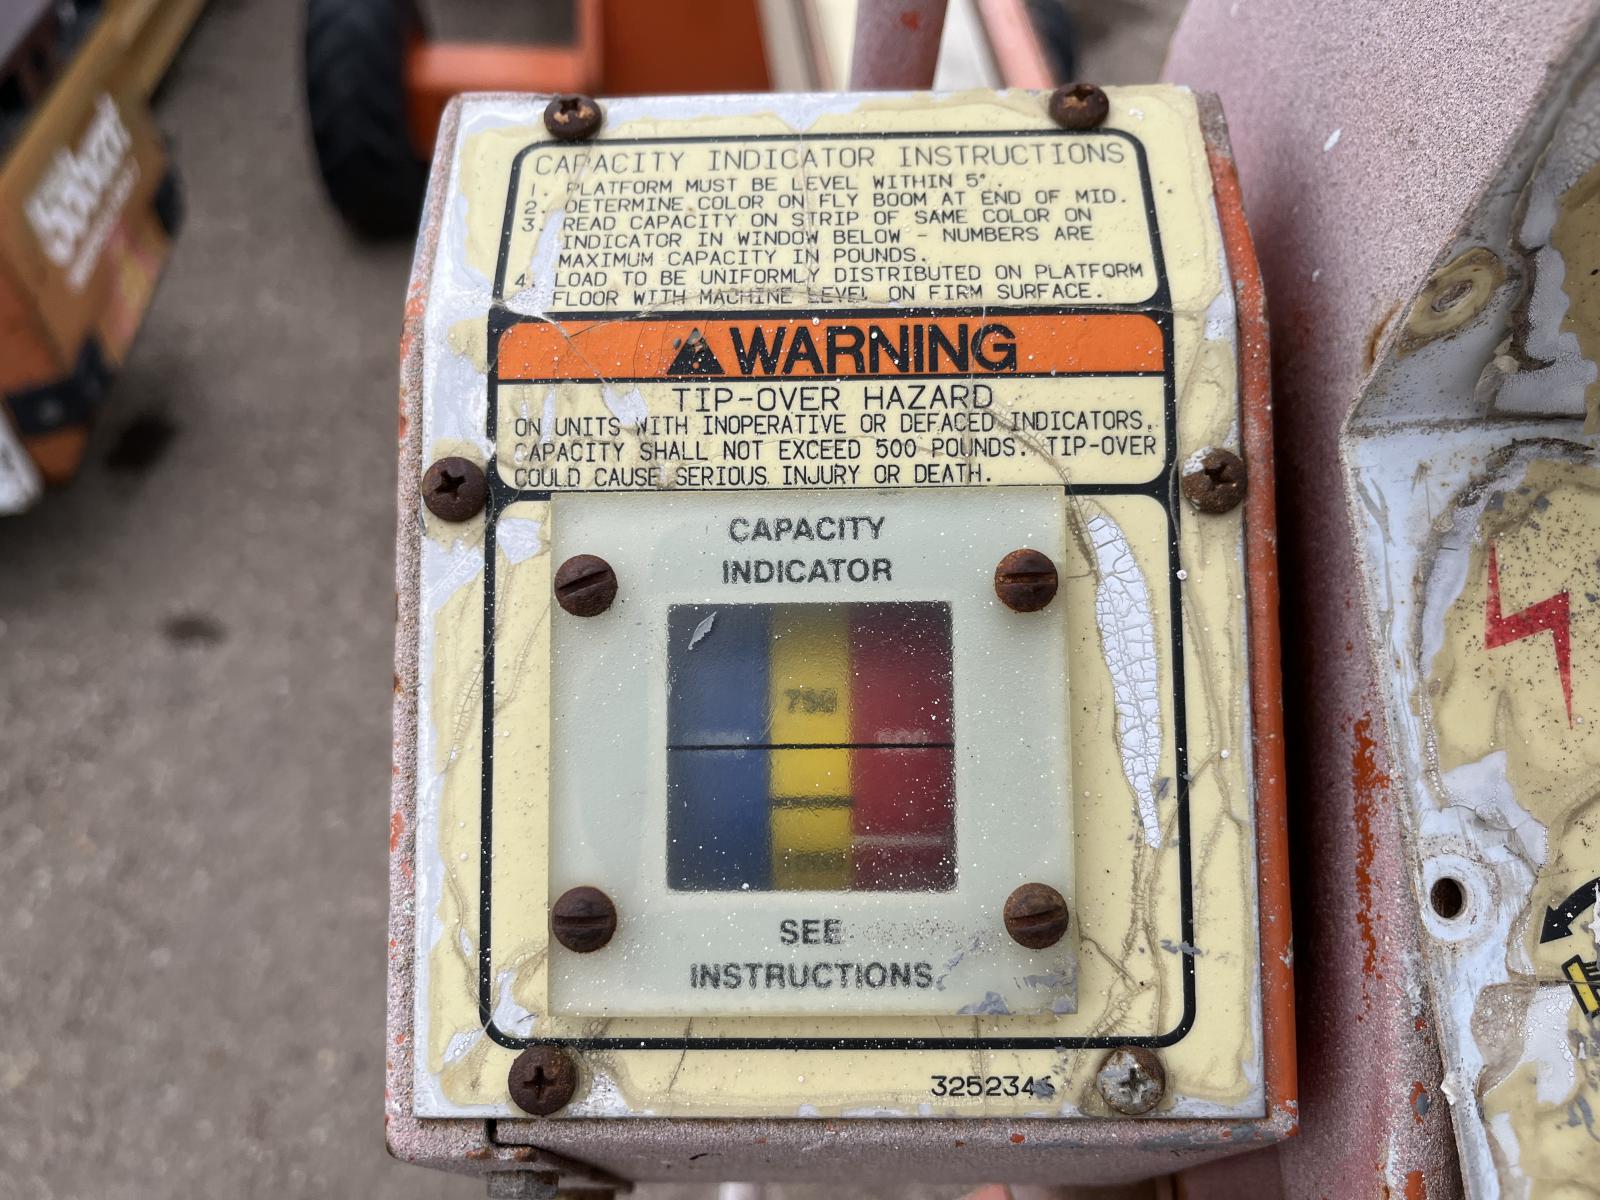 CAPACITY INDICATOR INSTRUCTIONS
1. PLATFORM MUST BE LEVEL WITHIN 5°.
2. DETERMINE COLOR ON FLY BOOM AT END OF MID.
3. READ CAPACITY ON STRIP OF SAME COLOR ON
INDICATOR IN WINDOW BELOW - NUMBERS ARE
MAXIMUM CAPACITY IN POUNDS.
4. LOAD TO BE UNIFORMLY DISTRIBUTED ON PLATFORM
FLOOR WITH MACHINE LEVEL ON FIRM SURFACE.
WARNING
TIP-OVER HAZARD
ON UNITS WITH INOPERATIVE OR DEFACED INDICATORS,
CAPACITY SHALL NOT EXCEED 500 POUNDS. TIP-OVER
COULD CAUSE SERIOUS INJURY OR DEATH.
CAPACITY
INDICATOR
750
SEE
INSTRUCTIONS